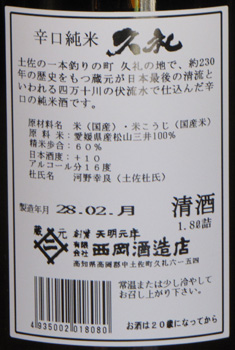 辛口純米 久礼
土佐の一本釣りの町 久礼の地で、約230
年の歴史をもつ蔵元が日本最後の清流と
いわれる四万十川の伏流水で仕込んだ辛
口の純米酒です。
原材料名 米（国産）・米こうじ（国産米）
原料米：愛媛県産松山三井100％
精米歩合：６０％
日本酒度：＋10
アルコール分１６度
杜氏名：河野幸良（土佐杜氏）
製造年月 28.02.月
清酒
1.8ℓ詰
蔵元 創業 天明元年
有限会社 西岡酒造店
高知県高岡郡中土佐町久礼六一五四
常温または少し冷やして
お召し上がり下さい。
4935002018080
お酒は２０歳になってから